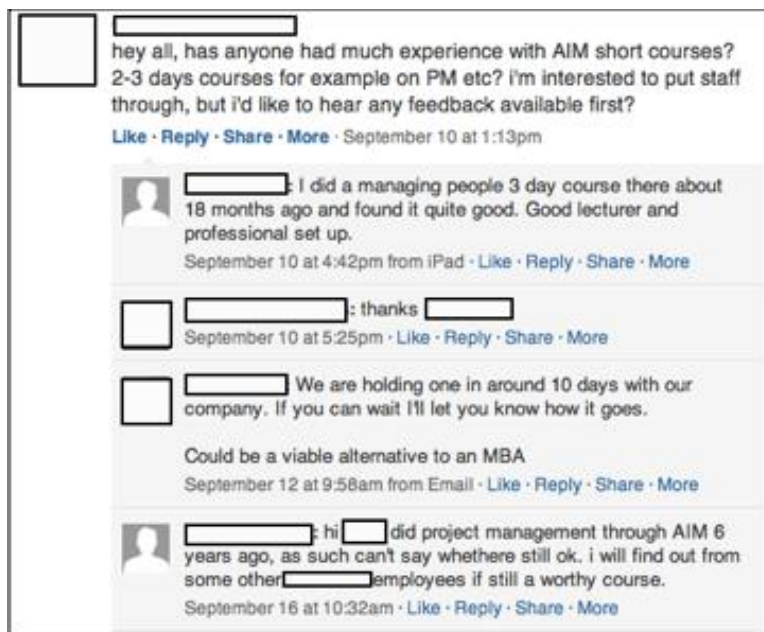 hey all, has anyone had much experience with AIM short courses?
2-3 days courses for example on PM etc? i'm interested to put staff
through, but i'd like to hear any feedback available first?
Like · Reply · Share · More · September 10 at 1:13pm
: I did a managing people 3 day course there about
18 months ago and found it quite good. Good lecturer and
professional set up.
September 10 at 4:42pm from iPad · Like · Reply · Share · More
: thanks
September 10 at 5:25pm · Like · Reply · Share · More
We are holding one in around 10 days with our
company. If you can wait I'll let you know how it goes.
Could be a viable alternative to an MBA
September 12 at 9:58am from Email · Like · Reply · Share · More
: hi did project management through AIM 6
years ago, as such can't say whethere still ok. i will find out from
some other employees if still a worthy course.
September 16 at 10:32am · Like · Reply · Share · More